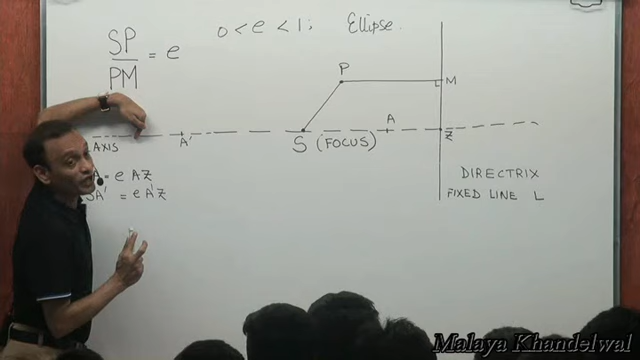 SP/PM = e
0 < e < 1; Ellipse.
P
M
AXIS
A'
S (FOCUS)
A
Z
A = e AZ
SA' = e A'Z
DIRECTRIX
FIXED LINE L
Malaya Khandelwal